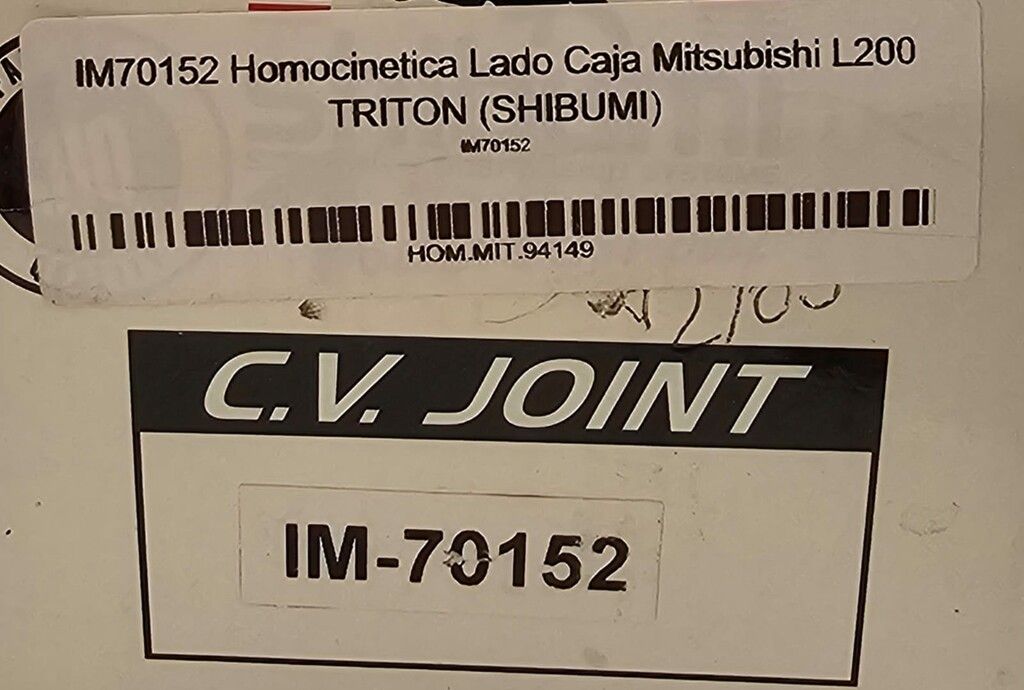 IM70152 Homocinetica Lado Caja Mitsubishi L200
TRITON (SHIBUMI)
IM70152
HOM.MIT.94149
C.V. JOINT
IM-70152